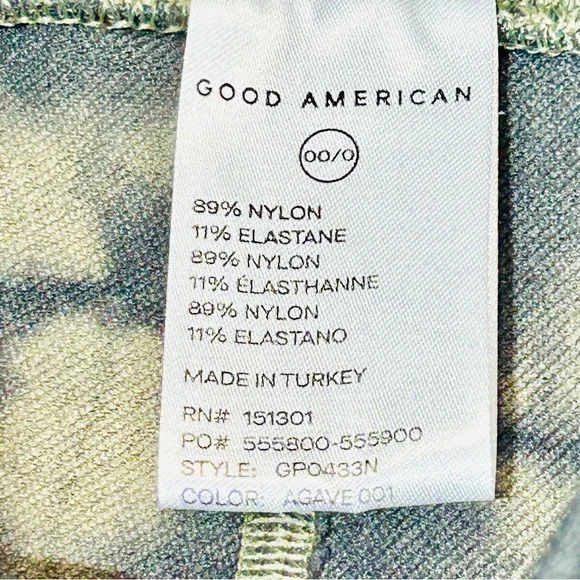 GOOD AMERICAN
00/0
89% NYLON
11% ELASTANE
89% NYLON
11% ÉLASTHANNE
89% NYLON
11% ELASTANO
MADE IN TURKEY
RN# 151301
PO# 555800-555900
STYLE: GP0433N
COLOR: AGAVE 001